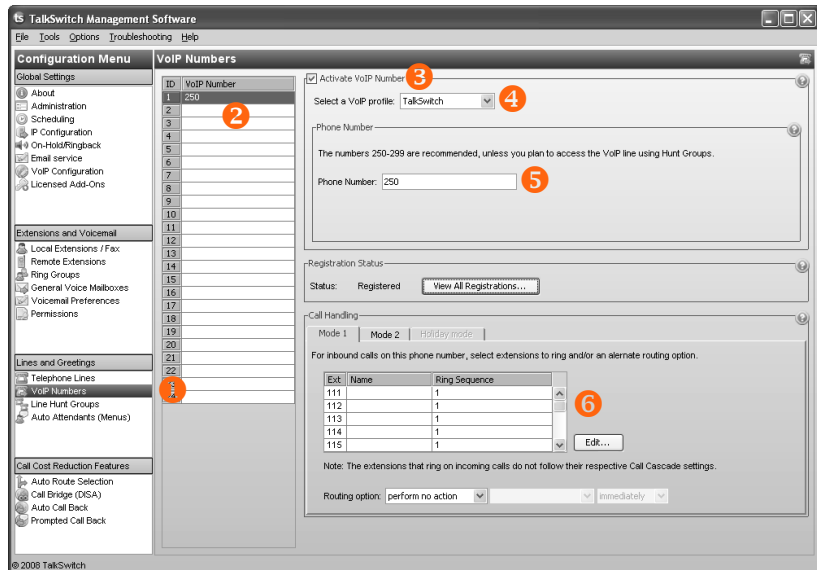 ts TalkSwitch Management Software
File Tools Options Troubleshooting Help
Configuration Menu
Global Settings
About
Administration
Scheduling
IP Configuration
On-Hold/Ringback
Email service
VoIP Configuration
Licensed Add-Ons
Extensions and Voicemail
Local Extensions / Fax
Remote Extensions
Ring Groups
General Voice Mailboxes
Voicemail Preferences
Permissions
Lines and Greetings
Telephone Lines
VoIP Numbers
Line Hunt Groups
Auto Attendants (Menus)
Call Cost Reduction Features
Auto Route Selection
Call Bridge (DISA)
Auto Call Back
Prompted Call Back
© 2008 TalkSwitch
VoIP Numbers
ID VoIP Number
1 250
2
2
3
4
5
6
7
8
9
10
11
12
13
14
15
16
17
18
19
20
21
22
Activate VoIP Number 3
Select a VoIP profile: TalkSwitch 4
Phone Number
The numbers 250-299 are recommended, unless you plan to access the VoIP line using Hunt Groups.
Phone Number: 250 5
Registration Status
Status: Registered View All Registrations...
Call Handling
Mode 1 Mode 2 Holiday mode
For inbound calls on this phone number, select extensions to ring and/or an alernate routing option.
Ext Name Ring Sequence
111 1
112 1
113 1
114 1
115 1
6
Edit...
Note: The extensions that ring on incoming calls do not follow their respective Call Cascade settings.
Routing option: perform no action immediately